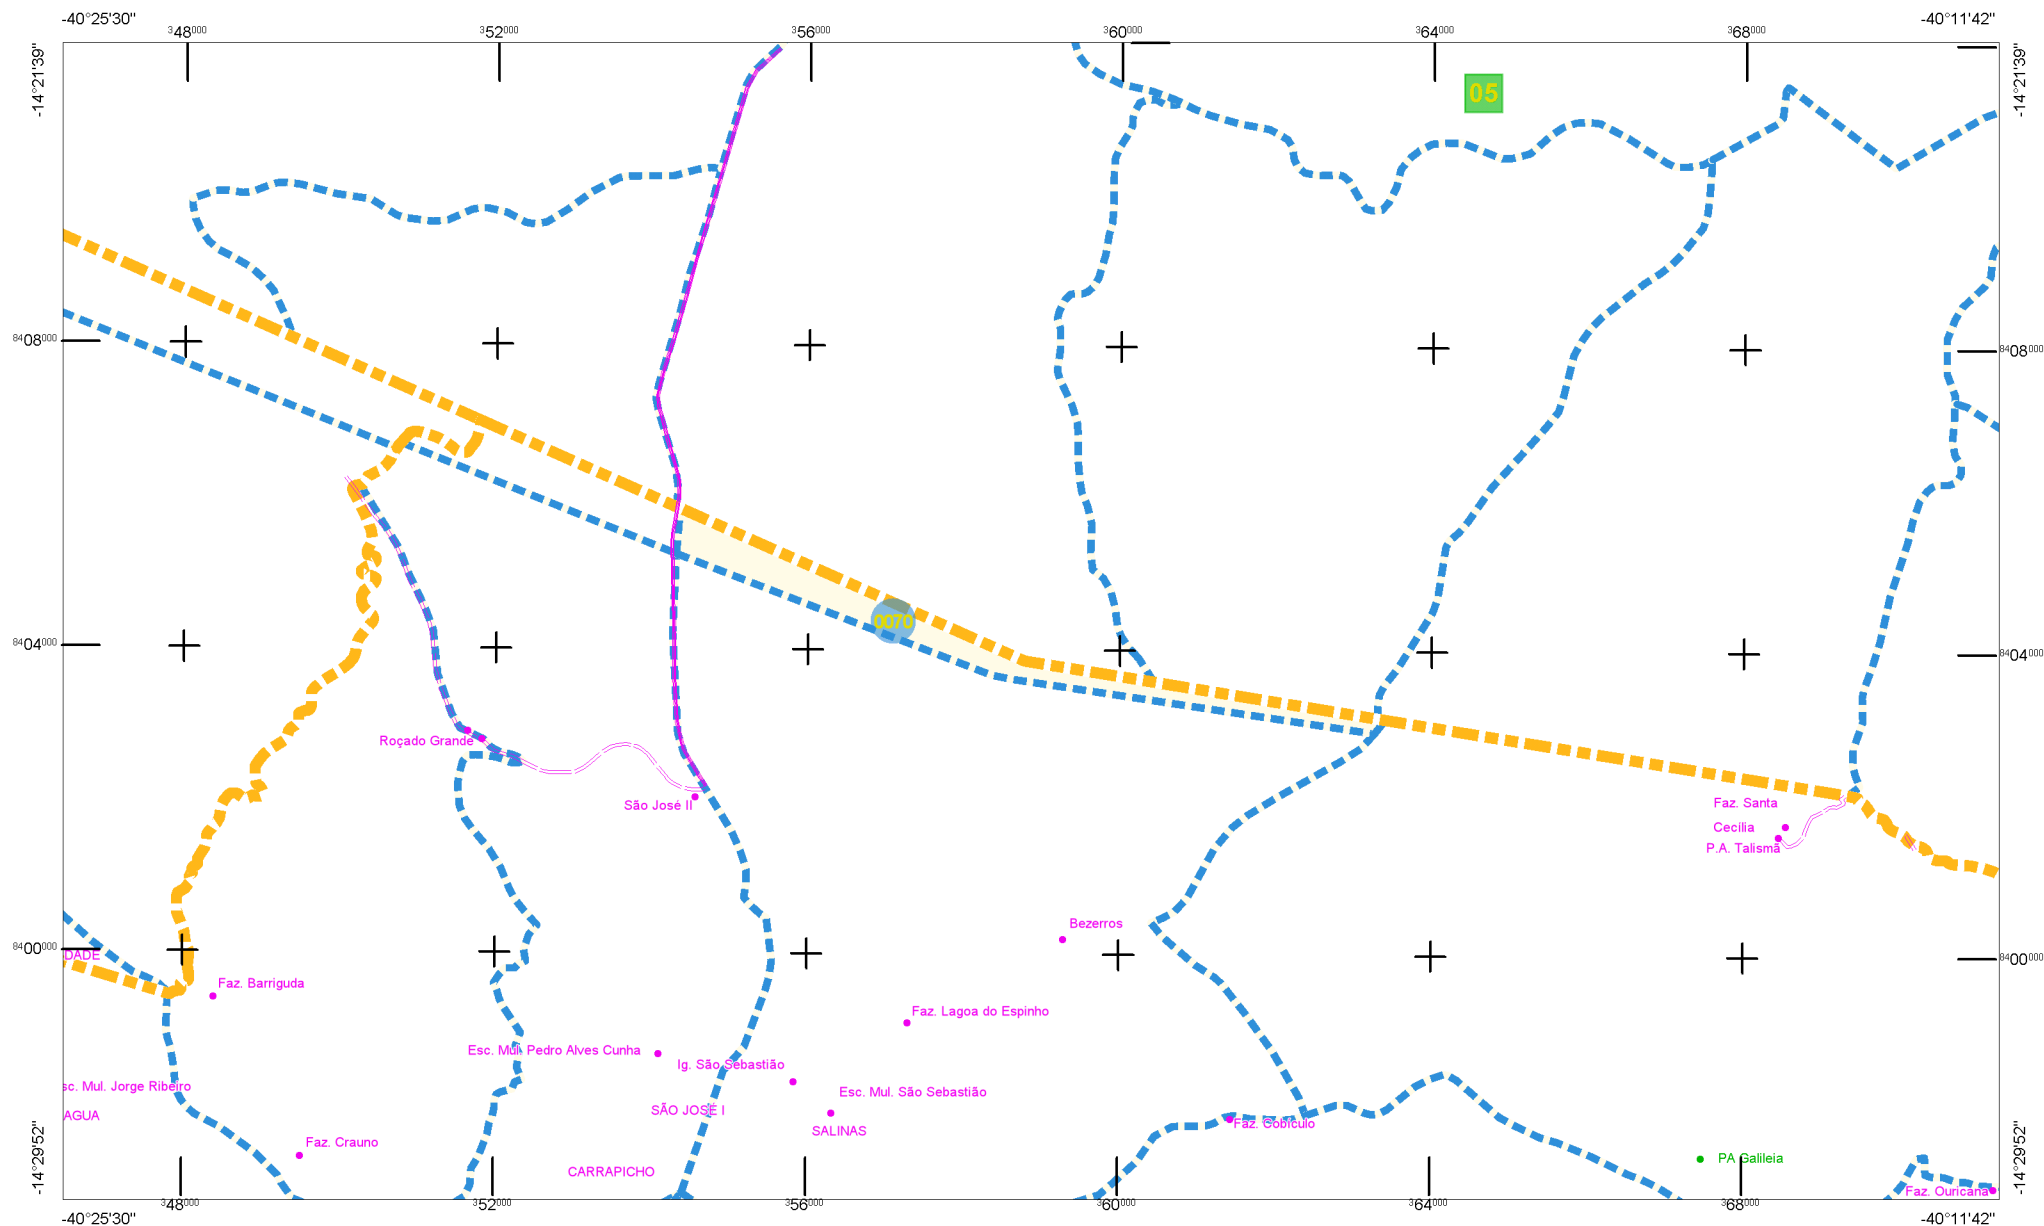 -40°25'30"
-40°11'42"
348000
352000
356000
360000
364000
368000
-14°21'39"
-14°21'39"
05
8408000
8408000
0070
8404000
8404000
Roçado Grande
São José II
Faz. Santa
Cecília
P.A. Talismã
Bezerros
8400000
8400000
DADE
Faz. Barriguda
Faz. Lagoa do Espinho
Esc. Mul. Pedro Alves Cunha
Ig. São Sebastião
sc. Mul. Jorge Ribeiro
Esc. Mul. São Sebastião
AGUA
SÃO JOSÉ I
SALINAS
Faz. Cobículo
Faz. Crauno
CARRAPICHO
PA Galileia
Faz. Ouricana
-14°29'52"
-14°29'52"
348000
352000
356000
360000
364000
368000
-40°25'30"
-40°11'42"